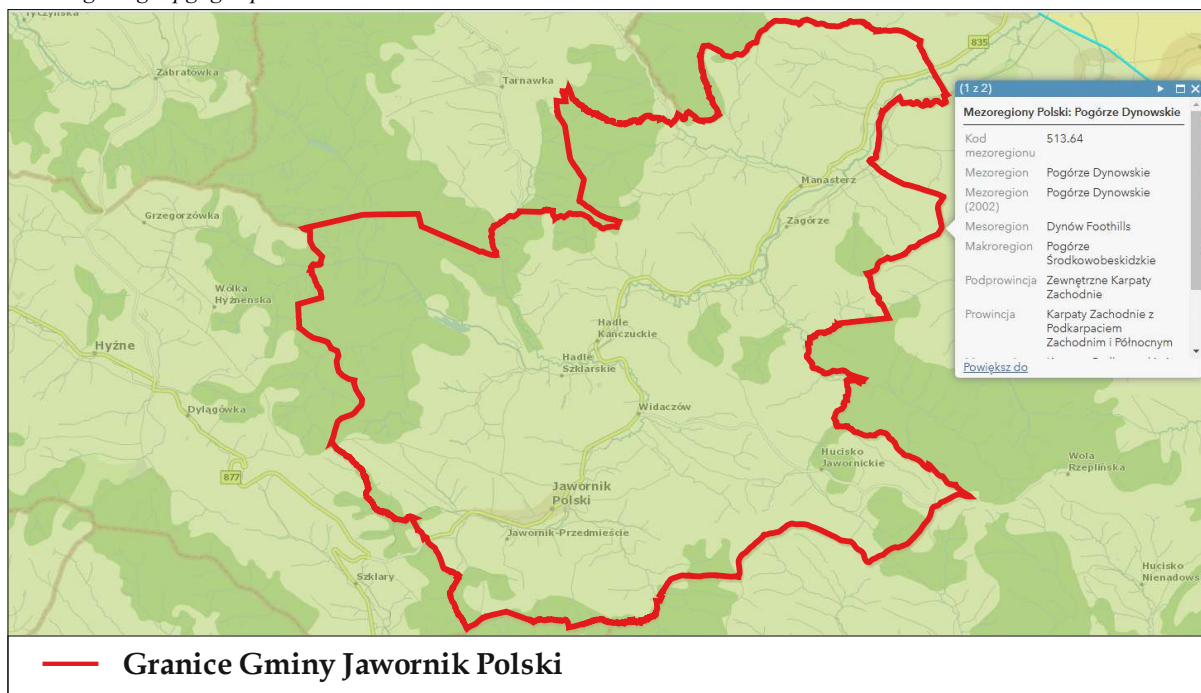 Tyczyńska
Zabratówka
Tarnawka
835
Grzegorzówka
Manasterz
Zagórze
Wólka
Hyżneńska
Hyżne
Hadle
Kańczuckie
Hadle
Szklarskie
Dylągówka
Widaczów
877
Hucisko
Jawornickie
Wola
Rzeplińska
Jawornik
Polski
Jawornik-Przedmieście
Szklary
Hucisko
Nienadows
(1 z 2)
Mezoregiony Polski: Pogórze Dynowskie
Kod mezoregionu 513.64
Mezoregion Pogórze Dynowskie
Mezoregion (2002) Pogórze Dynowskie
Mesoregion Dynów Foothills
Makroregion Pogórze
Środkowobeskidzkie
Podprowincja Zewnętrzne Karpaty
Zachodnie
Prowincja Karpaty Zachodnie z
Podkarpaciem
Zachodnim i Północnym
Powiększ do
Granice Gminy Jawornik Polski